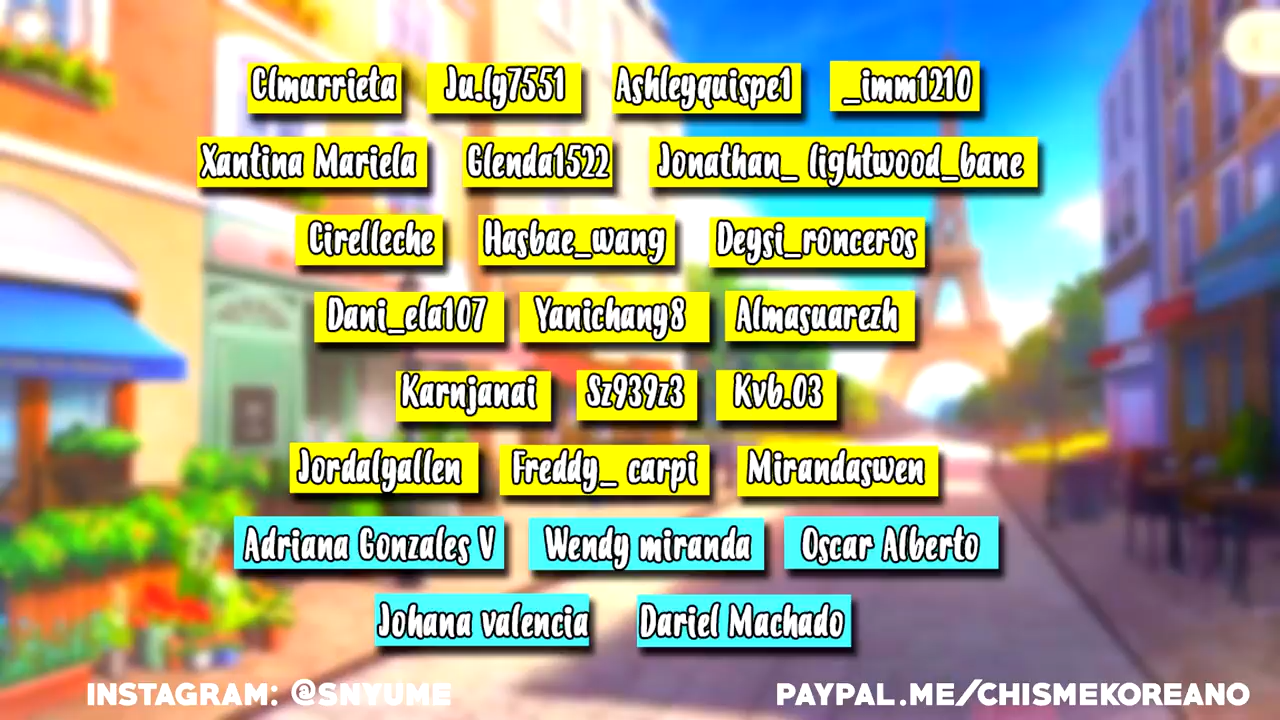 Clmurrieta Ju.ly7551 Ashleyquispe1 _imm1210
Xantina Mariela Glenda1522 Jonathan_ lightwood_bane
Cirelleche Hasbae_wang Deysi_ronceros
Dani_ela107 Yanichang8 Almasuarezh
Karnjanai Sz939z3 Kvb.03
Jordalyallen Freddy_ carpi Mirandaswen
Adriana Gonzales V Wendy miranda Oscar Alberto
Johana valencia Dariel Machado
INSTAGRAM: @SNYUME PAYPAL.ME/CHISMEKOREANO